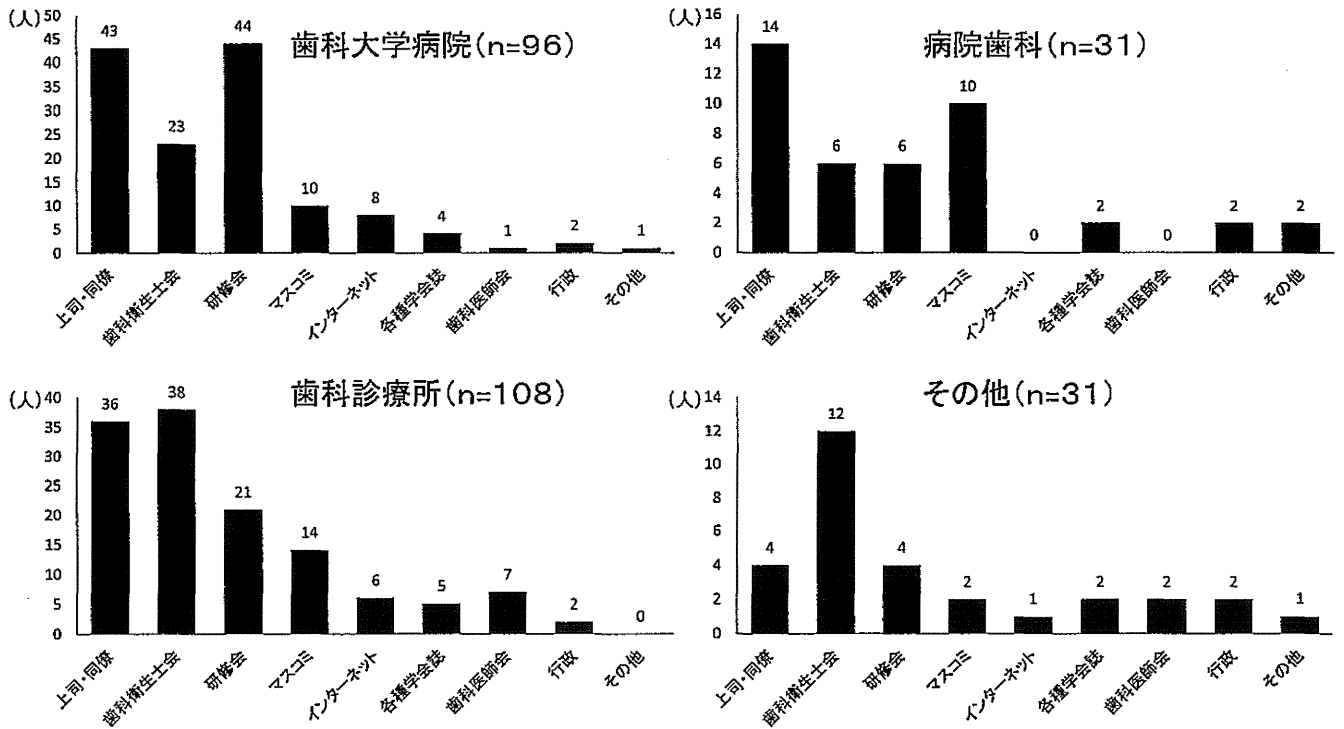 歯科大学病院(n=96)
(人)
50
45
40
35
30
25
20
15
10
5
0
43
23
44
10
8
4
1
2
1
上司・同僚
歯科衛生士会
研修会
マスコミ
インターネット
各種学会誌
歯科医師会
行政
その他
病院歯科(n=31)
(人)
16
14
12
10
8
6
4
2
0
14
6
6
10
0
2
0
2
2
上司・同僚
歯科衛生士会
研修会
マスコミ
インターネット
各種学会誌
歯科医師会
行政
その他
歯科診療所(n=108)
(人)
40
35
30
25
20
15
10
5
0
36
38
21
14
6
5
7
2
0
上司・同僚
歯科衛生士会
研修会
マスコミ
インターネット
各種学会誌
歯科医師会
行政
その他
その他(n=31)
(人)
14
12
10
8
6
4
2
0
4
12
4
2
1
2
2
2
1
上司・同僚
歯科衛生士会
研修会
マスコミ
インターネット
各種学会誌
歯科医師会
行政
その他